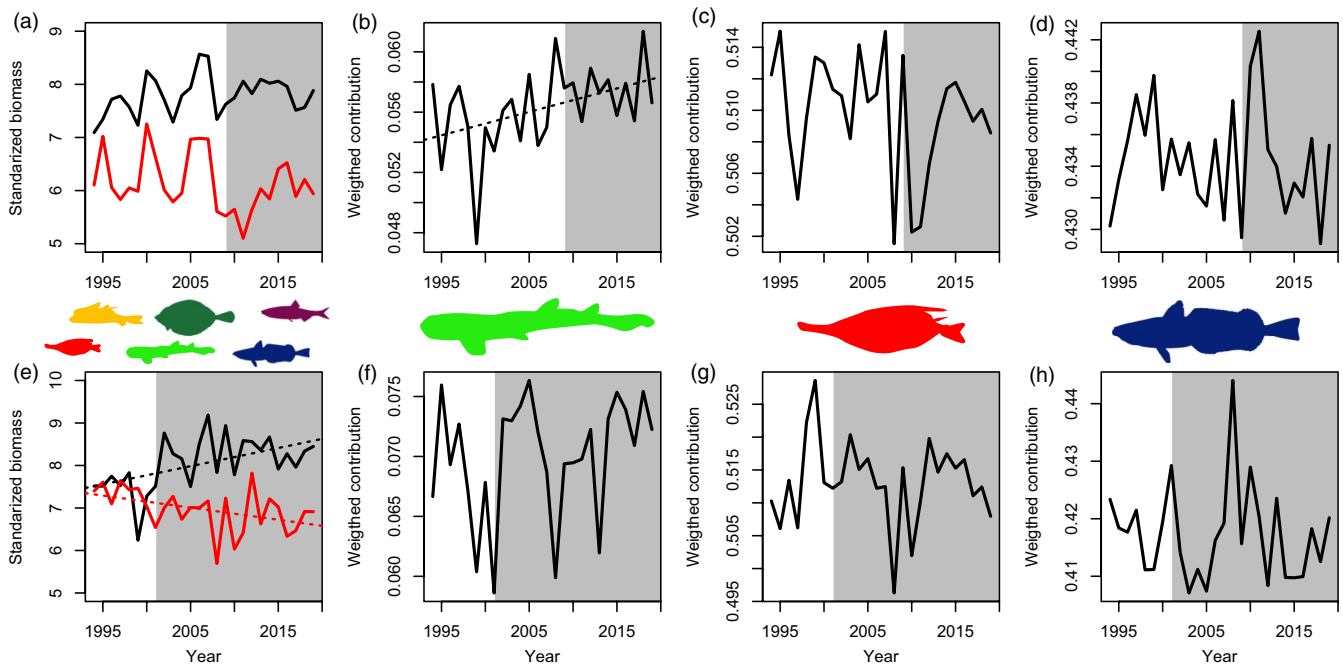 (a) (b) (c) (d)
Standarized biomass
5 6 7 8 9
1995 2005 2015
Weigthed contribution
0.048 0.052 0.056 0.060
1995 2005 2015
Weigthed contribution
0.502 0.506 0.510 0.514
1995 2005 2015
Weigthed contribution
0.430 0.434 0.438 0.442
1995 2005 2015
(e) (f) (g) (h)
Standarized biomass
5 6 7 8 9 10
1995 2005 2015
Year
Weigthed contribution
0.060 0.065 0.070 0.075
1995 2005 2015
Year
Weigthed contribution
0.495 0.505 0.515 0.525
1995 2005 2015
Year
Weigthed contribution
0.41 0.42 0.43 0.44
1995 2005 2015
Year